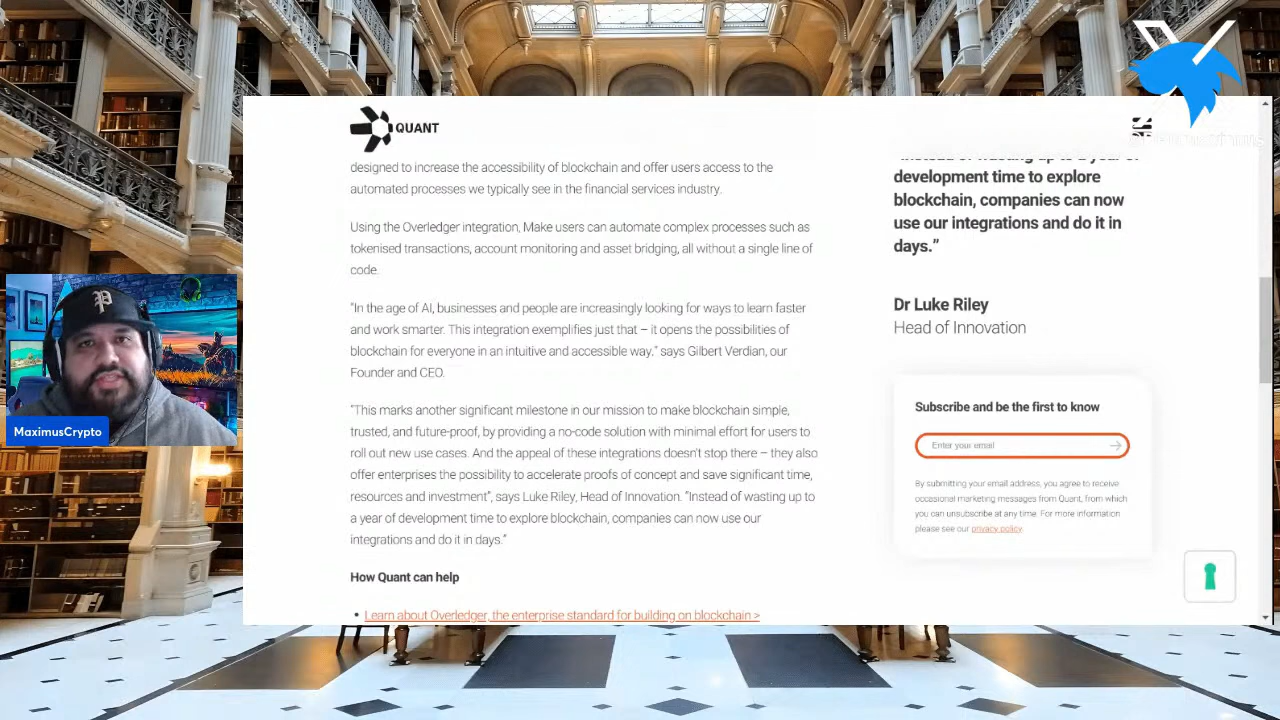 QUANT
designed to increase the accessibility of blockchain and offer users access to the
automated processes we typically see in the financial services industry.
Using the Overledger integration, Make users can automate complex processes such as
tokenised transactions, account monitoring and asset bridging, all without a single line of
code.
"In the age of AI, businesses and people are increasingly looking for ways to learn faster
and work smarter. This integration exemplifies just that – it opens the possibilities of
blockchain for everyone in an intuitive and accessible way." says Gilbert Verdian, our
Founder and CEO.
"This marks another significant milestone in our mission to make blockchain simple,
trusted, and future-proof, by providing a no-code solution with minimal effort for users to
roll out new use cases. And the appeal of these integrations doesn't stop there – they also
offer enterprises the possibility to accelerate proofs of concept and save significant time,
resources and investment", says Luke Riley, Head of Innovation. "Instead of wasting up to
a year of development time to explore blockchain, companies can now use our
integrations and do it in days."
How Quant can help
• Learn about Overledger, the enterprise standard for building on blockchain >
"Instead of wasting up to a year of
development time to explore
blockchain, companies can now
use our integrations and do it in
days."
Dr Luke Riley
Head of Innovation
Subscribe and be the first to know
Enter your email
By submitting your email address, you agree to receive
occasional marketing messages from Quant, from which
you can unsubscribe at any time. For more information
please see our privacy policy.
MaximusCrypto
P